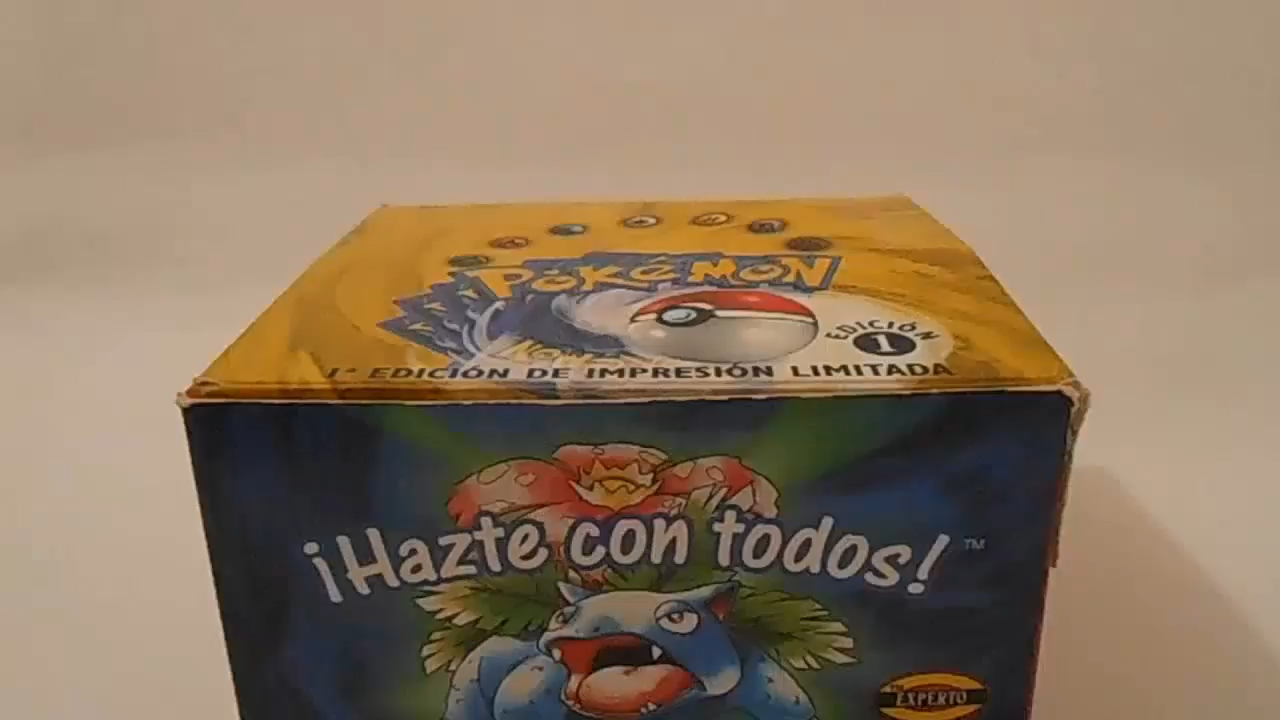 POKéMON
EDICIÓN
1
1ª EDICIÓN DE IMPRESIÓN LIMITADA
¡Hazte con todos! ™
EXPERTO